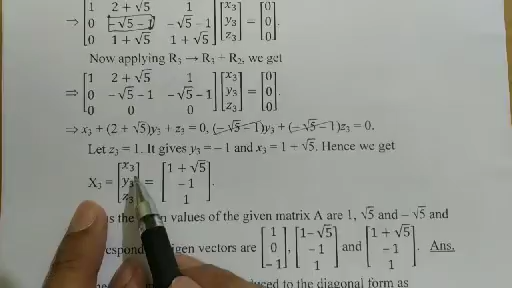 ⇒ [1 2 + √5 1; 0 −√5 − 1 −√5 − 1; 0 1 + √5 1 + √5] [x₃; y₃; z₃] = [0; 0; 0].
Now applying R₃ → R₃ + R₂, we get
⇒ [1 2 + √5 1; 0 −√5 − 1 −√5 − 1; 0 0 0] [x₃; y₃; z₃] = [0; 0; 0]
⇒ x₃ + (2 + √5)y₃ + z₃ = 0, (−√5 − 1)y₃ + (−√5 − 1)z₃ = 0.
Let z₃ = 1. It gives y₃ = − 1 and x₃ = 1 + √5. Hence we get
X₃ = [x₃; y₃; z₃] = [1 + √5; −1; 1].
is the values of the given matrix A are 1, √5 and − √5 and
igen vectors are [1; 0; −1], [1−√5; −1; 1] and [1 + √5; −1; 1]. Ans.
to the diagonal form as